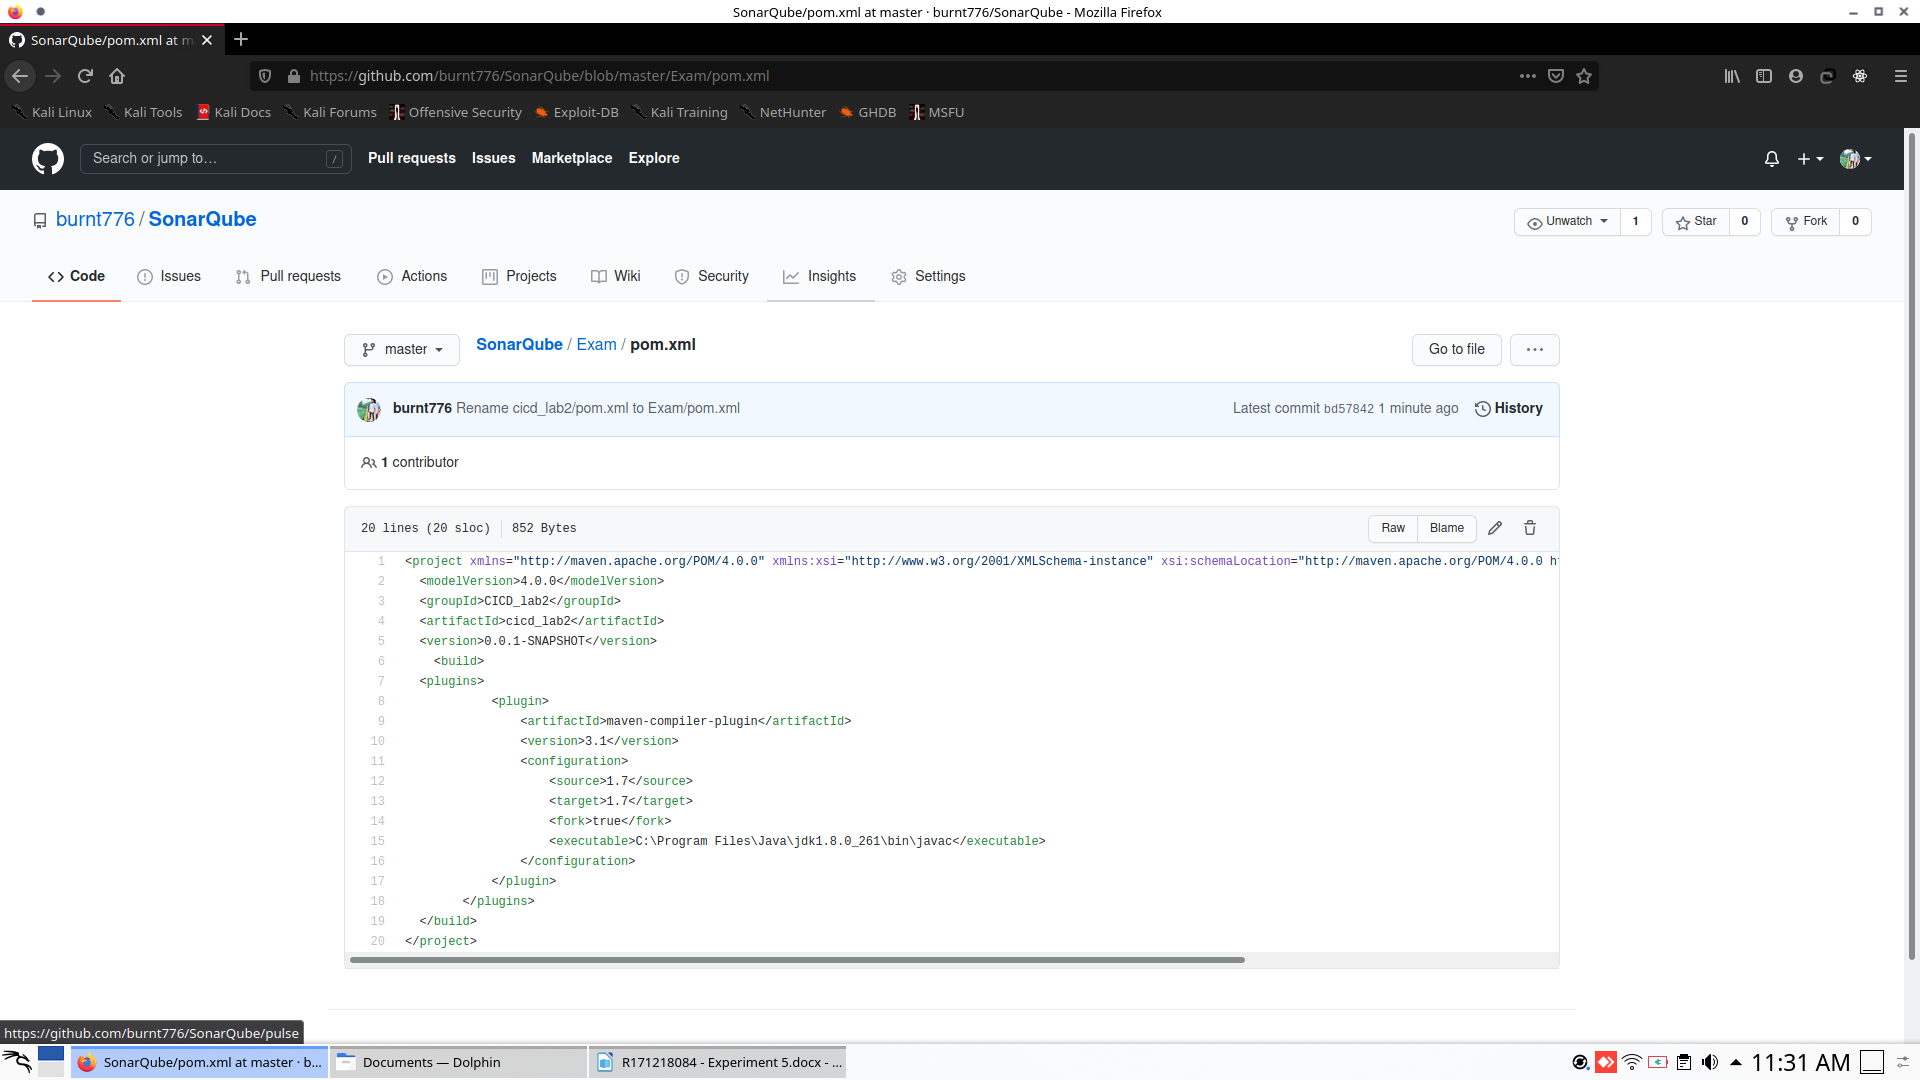 SonarQube/pom.xml at master · burnt776/SonarQube - Mozilla Firefox
SonarQube/pom.xml at m
https://github.com/burnt776/SonarQube/blob/master/Exam/pom.xml
Kali Linux Kali Tools Kali Docs Kali Forums Offensive Security Exploit-DB Kali Training NetHunter GHDB MSFU
Search or jump to… / Pull requests Issues Marketplace Explore
burnt776 / SonarQube Unwatch 1 Star 0 Fork 0
Code Issues Pull requests Actions Projects Wiki Security Insights Settings
master SonarQube / Exam / pom.xml Go to file
burnt776 Rename cicd_lab2/pom.xml to Exam/pom.xml Latest commit bd57842 1 minute ago History
1 contributor
20 lines (20 sloc) 852 Bytes Raw Blame
1 <project xmlns="http://maven.apache.org/POM/4.0.0" xmlns:xsi="http://www.w3.org/2001/XMLSchema-instance" xsi:schemaLocation="http://maven.apache.org/POM/4.0.0 h
2 <modelVersion>4.0.0</modelVersion>
3 <groupId>CICD_lab2</groupId>
4 <artifactId>cicd_lab2</artifactId>
5 <version>0.0.1-SNAPSHOT</version>
6 <build>
7 <plugins>
8 <plugin>
9 <artifactId>maven-compiler-plugin</artifactId>
10 <version>3.1</version>
11 <configuration>
12 <source>1.7</source>
13 <target>1.7</target>
14 <fork>true</fork>
15 <executable>C:\Program Files\Java\jdk1.8.0_261\bin\javac</executable>
16 </configuration>
17 </plugin>
18 </plugins>
19 </build>
20 </project>
https://github.com/burnt776/SonarQube/pulse
SonarQube/pom.xml at master · b... Documents — Dolphin R171218084 - Experiment 5.docx - ... 11:31 AM